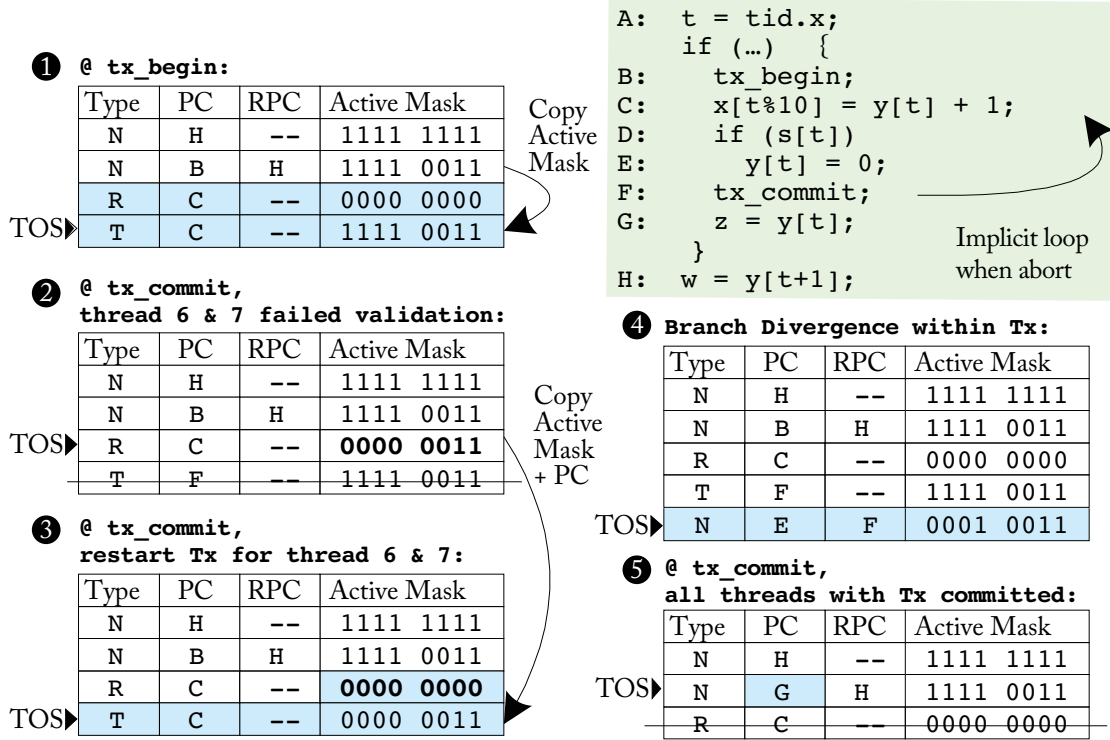 ❶ @ tx_begin:
Type PC RPC Active Mask
N H -- 1111 1111
N B H 1111 0011
R C -- 0000 0000
TOS T C -- 1111 0011
Copy
Active
Mask
❷ @ tx_commit,
thread 6 & 7 failed validation:
Type PC RPC Active Mask
N H -- 1111 1111
N B H 1111 0011
TOS R C -- 0000 0011
T F -- 1111 0011
Copy
Active
Mask
+ PC
❸ @ tx_commit,
restart Tx for thread 6 & 7:
Type PC RPC Active Mask
N H -- 1111 1111
N B H 1111 0011
R C -- 0000 0000
TOS T C -- 0000 0011
A: t = tid.x;
if (…) {
B: tx_begin;
C: x[t%10] = y[t] + 1;
D: if (s[t])
E: y[t] = 0;
F: tx_commit;
G: z = y[t];
}
H: w = y[t+1];
Implicit loop
when abort
❹ Branch Divergence within Tx:
Type PC RPC Active Mask
N H -- 1111 1111
N B H 1111 0011
R C -- 0000 0000
T F -- 1111 0011
TOS N E F 0001 0011
❺ @ tx_commit,
all threads with Tx committed:
Type PC RPC Active Mask
N H -- 1111 1111
TOS N G H 1111 0011
R C -- 0000 0000